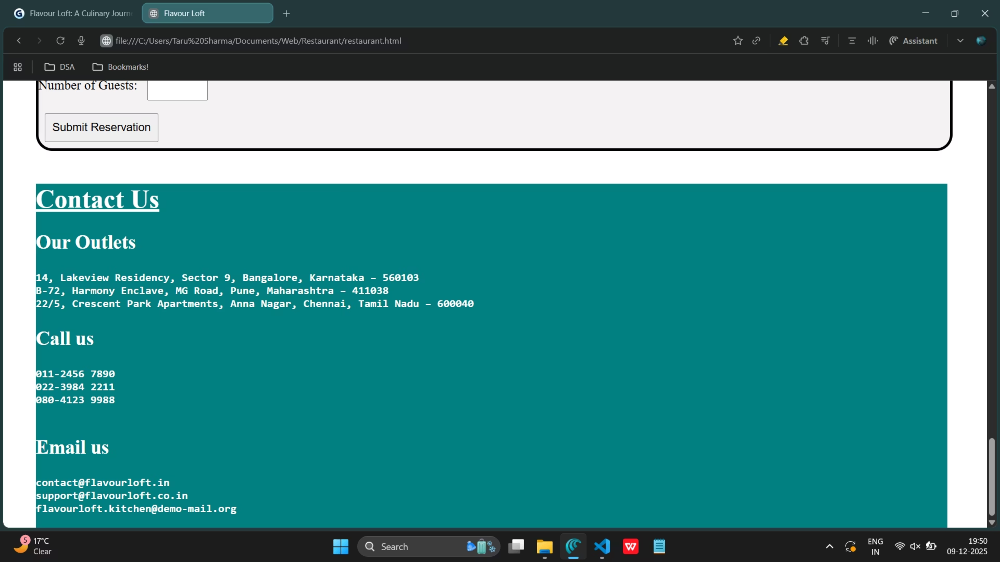 Flavour Loft: A Culinary Journe
Flavour Loft
file:///C:/Users/Taru%20Sharma/Documents/Web/Restaurant/restaurant.html
Assistant
DSA
Bookmarks!
Number of Guests:
Submit Reservation
Contact Us
Our Outlets
14, Lakeview Residency, Sector 9, Bangalore, Karnataka – 560103
B-72, Harmony Enclave, MG Road, Pune, Maharashtra – 411038
22/5, Crescent Park Apartments, Anna Nagar, Chennai, Tamil Nadu – 600040
Call us
011-2456 7890
022-3984 2211
080-4123 9988
Email us
contact@flavourloft.in
support@flavourloft.co.in
flavourloft.kitchen@demo-mail.org
5
17°C
Clear
Search
ENG
IN
19:50
09-12-2025